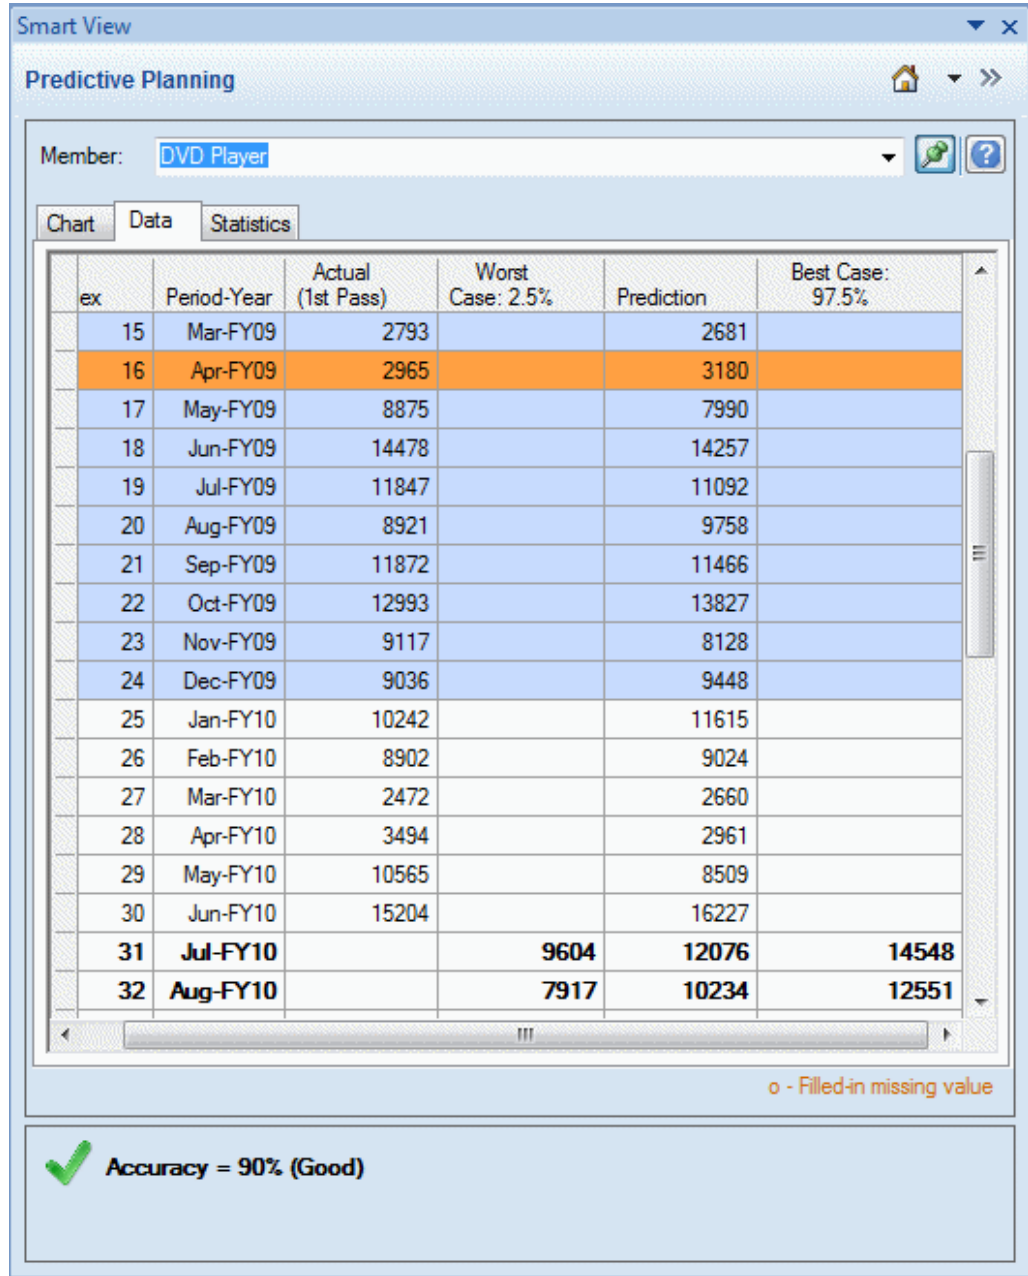 Smart View
Predictive Planning
Member: DVD Player
Chart Data Statistics
ex Period-Year Actual (1st Pass) Worst Case: 2.5% Prediction Best Case: 97.5%
15 Mar-FY09 2793 2681
16 Apr-FY09 2965 3180
17 May-FY09 8875 7990
18 Jun-FY09 14478 14257
19 Jul-FY09 11847 11092
20 Aug-FY09 8921 9758
21 Sep-FY09 11872 11466
22 Oct-FY09 12993 13827
23 Nov-FY09 9117 8128
24 Dec-FY09 9036 9448
25 Jan-FY10 10242 11615
26 Feb-FY10 8902 9024
27 Mar-FY10 2472 2660
28 Apr-FY10 3494 2961
29 May-FY10 10565 8509
30 Jun-FY10 15204 16227
31 Jul-FY10 9604 12076 14548
32 Aug-FY10 7917 10234 12551
o - Filled-in missing value
Accuracy = 90% (Good)